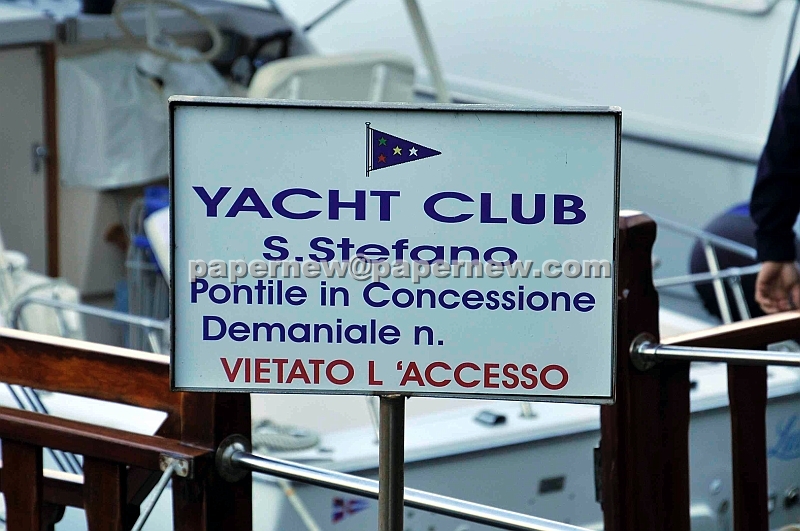 YACHT CLUB
S.Stefano
papernew@papernew.com
Pontile in Concessione
Demaniale n.
VIETATO L 'ACCESSO